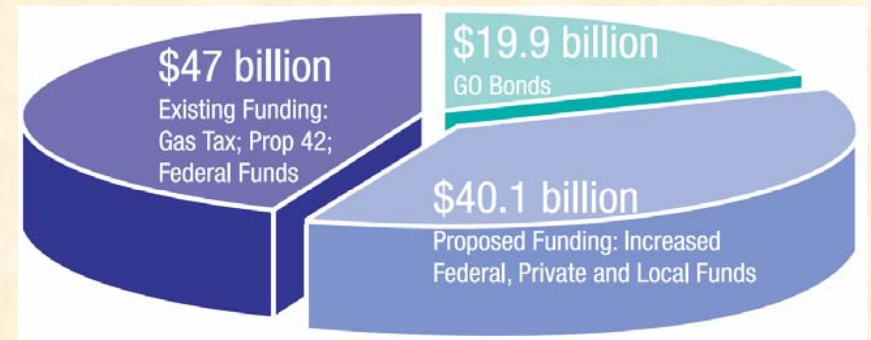 $47 billion
Existing Funding:
Gas Tax; Prop 42;
Federal Funds
$19.9 billion
GO Bonds
$40.1 billion
Proposed Funding: Increased
Federal, Private and Local Funds